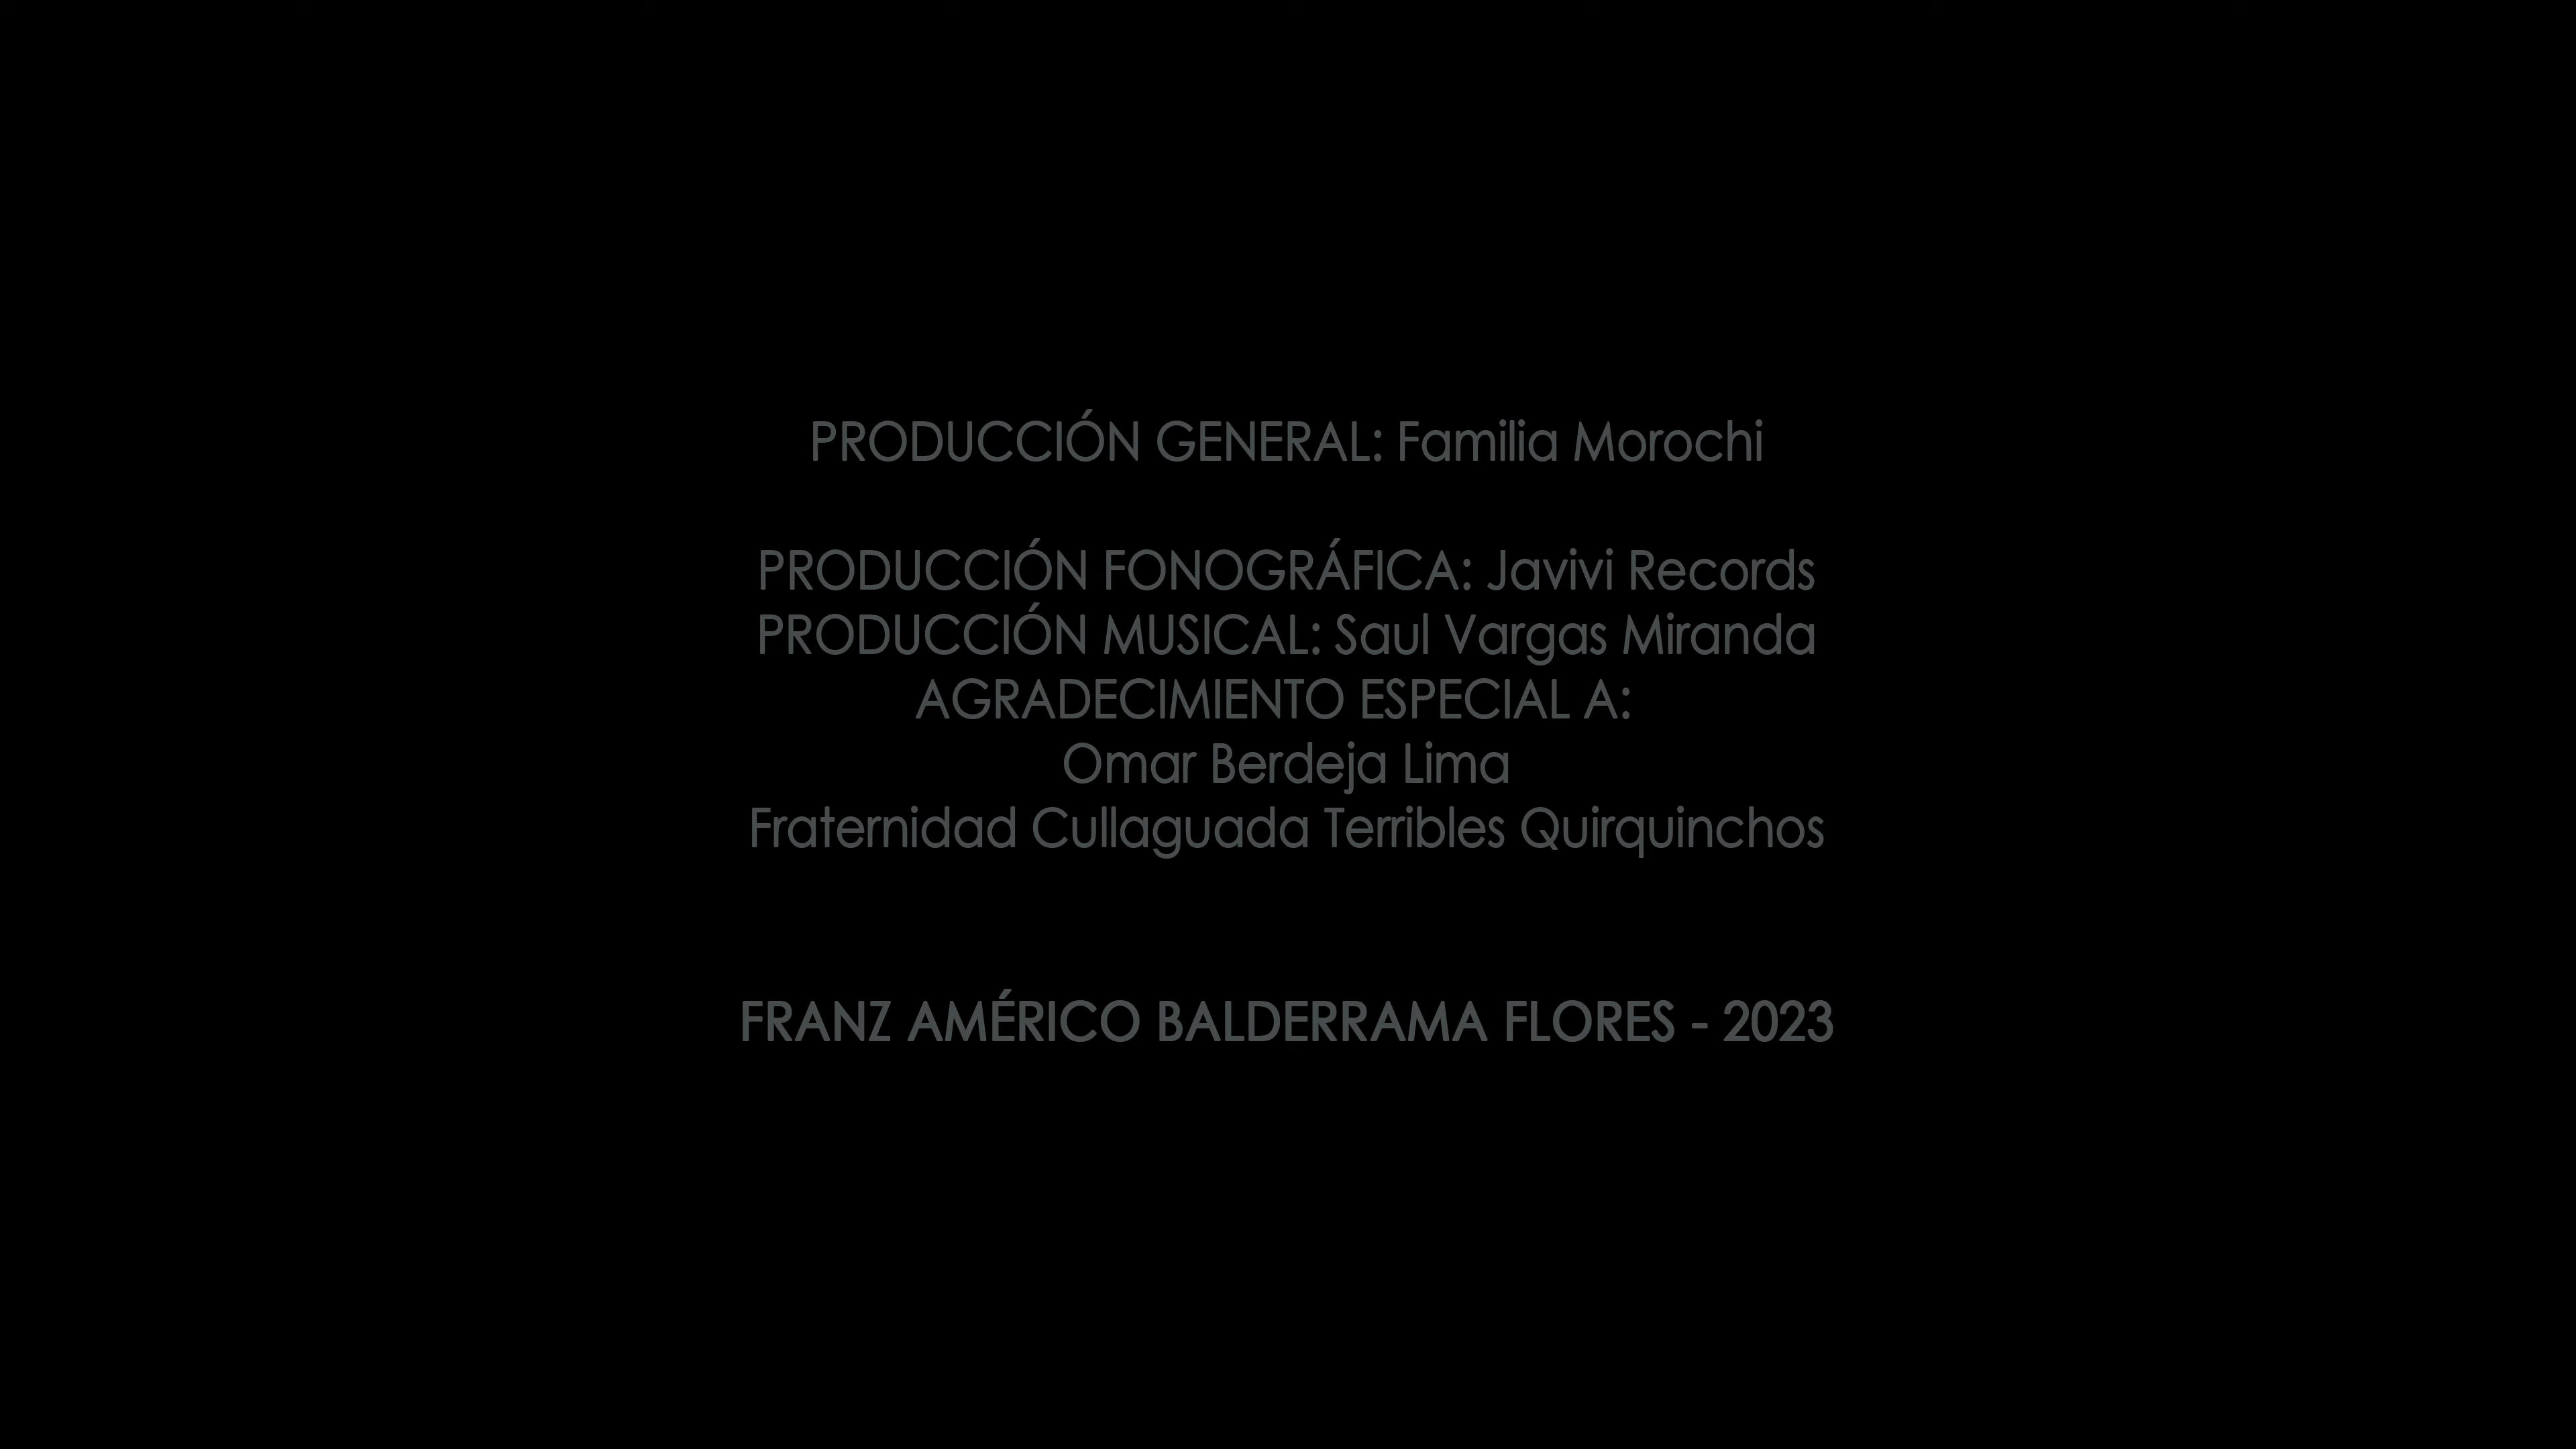 PRODUCCIÓN GENERAL: Familia Morochi
PRODUCCIÓN FONOGRÁFICA: Javivi Records
PRODUCCIÓN MUSICAL: Saul Vargas Miranda
AGRADECIMIENTO ESPECIAL A:
Omar Berdeja Lima
Fraternidad Cullaguada Terribles Quirquinchos
FRANZ AMÉRICO BALDERRAMA FLORES - 2023